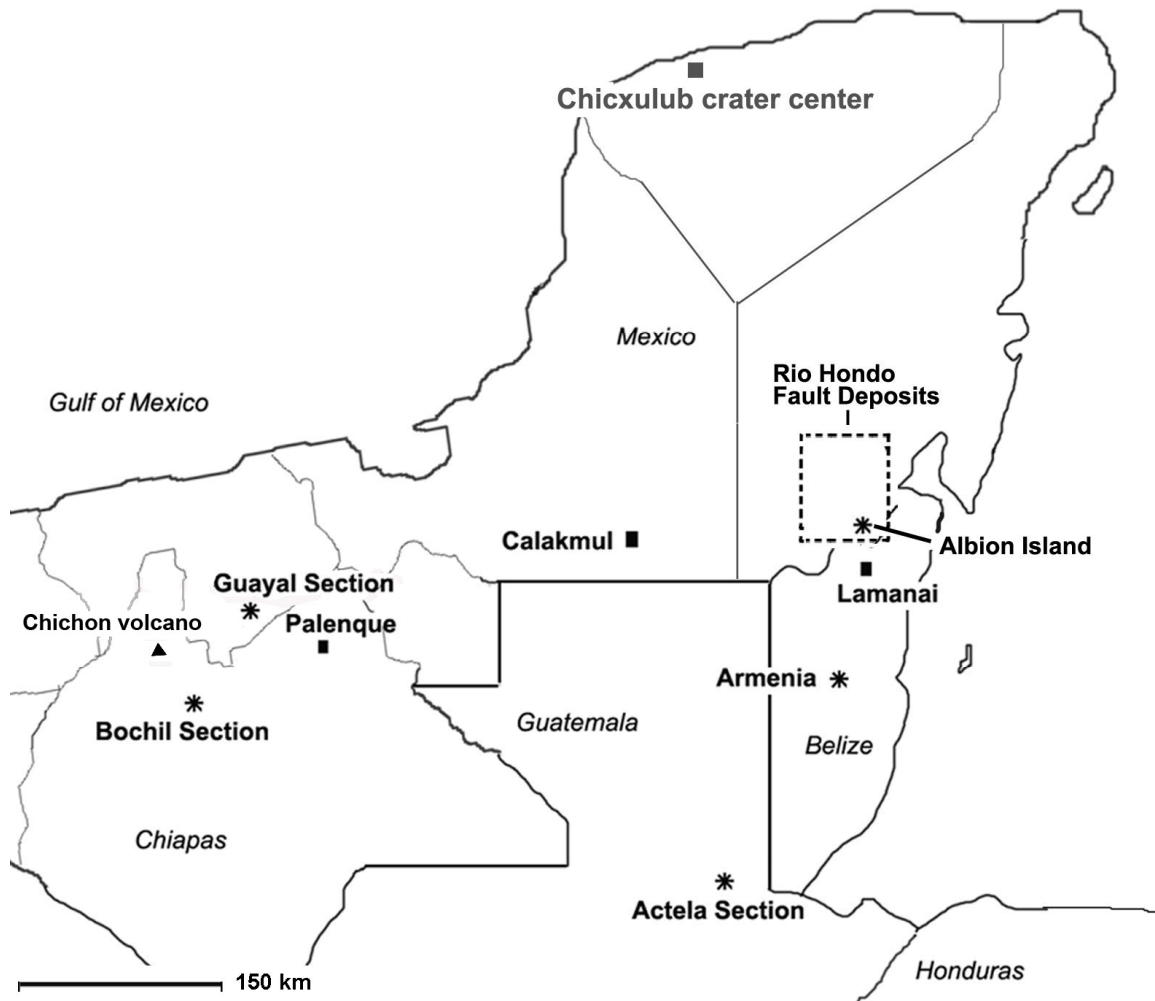 Chicxulub crater center
Mexico
Rio Hondo
Fault Deposits
Gulf of Mexico
Calakmul
Albion Island
Guayal Section
Lamanai
Chichon volcano
Palenque
Armenia
Bochil Section
Guatemala
Belize
Chiapas
Actela Section
Honduras
150 km